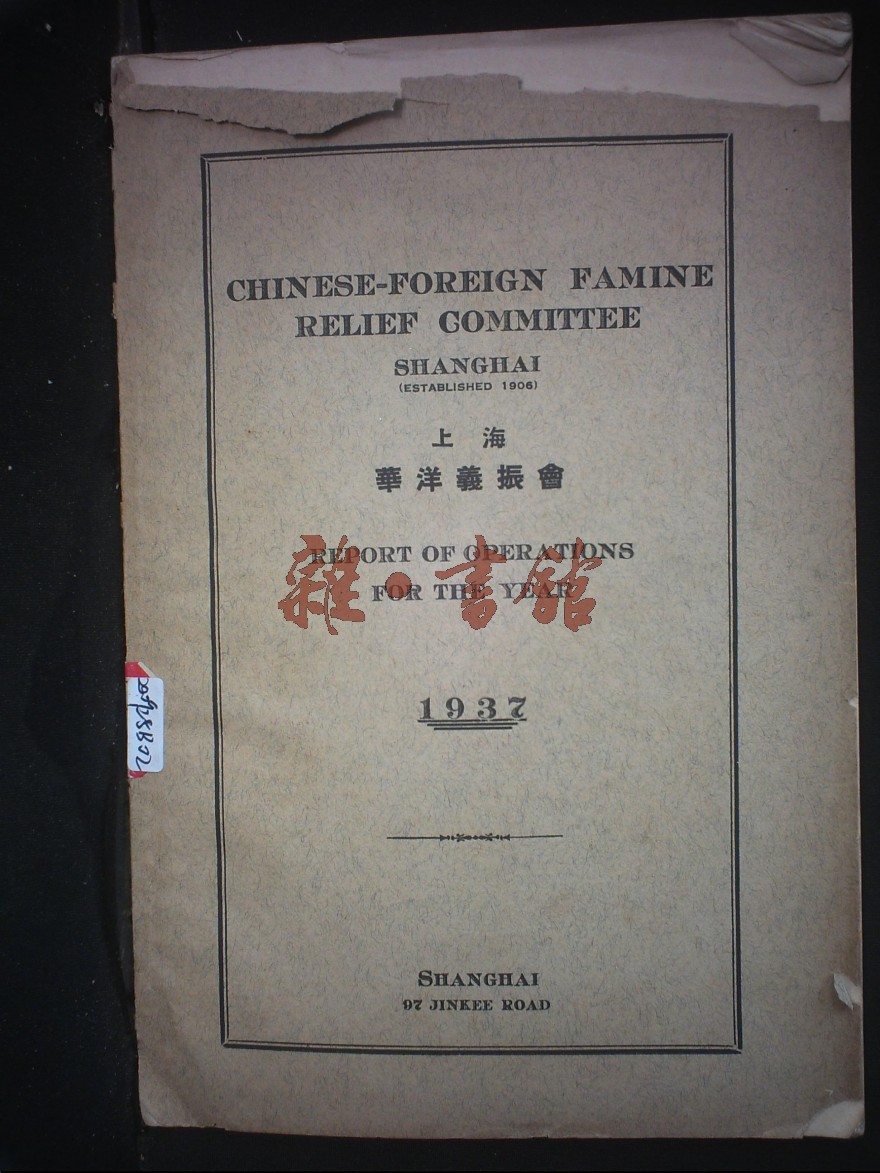 CHINESE-FOREIGN FAMINE
RELIEF COMMITTEE
SHANGHAI
(ESTABLISHED 1906)
上海
華洋義振會
REPORT OF OPERATIONS
FOR THE YEAR
雜·書館
1937
SHANGHAI
97 JINKEE ROAD